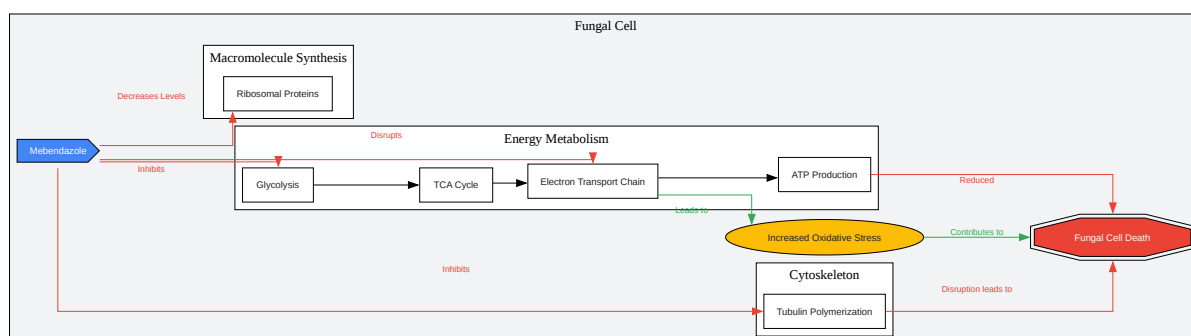 Fungal Cell
Macromolecule Synthesis
Ribosomal Proteins
Decreases Levels
Mebendazole
Disrupts
Energy Metabolism
Inhibits
Glycolysis
TCA Cycle
Electron Transport Chain
ATP Production
Reduced
Leads to
Increased Oxidative Stress
Contributes to
Fungal Cell Death
Inhibits
Cytoskeleton
Tubulin Polymerization
Disruption leads to